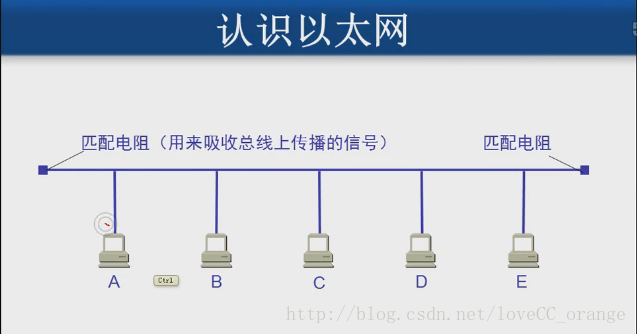 认识以太网
匹配电阻（用来吸收总线上传播的信号）
匹配电阻
A
Ctrl
B
C
D
E
http://blog.csdn.net/loveCC_orange